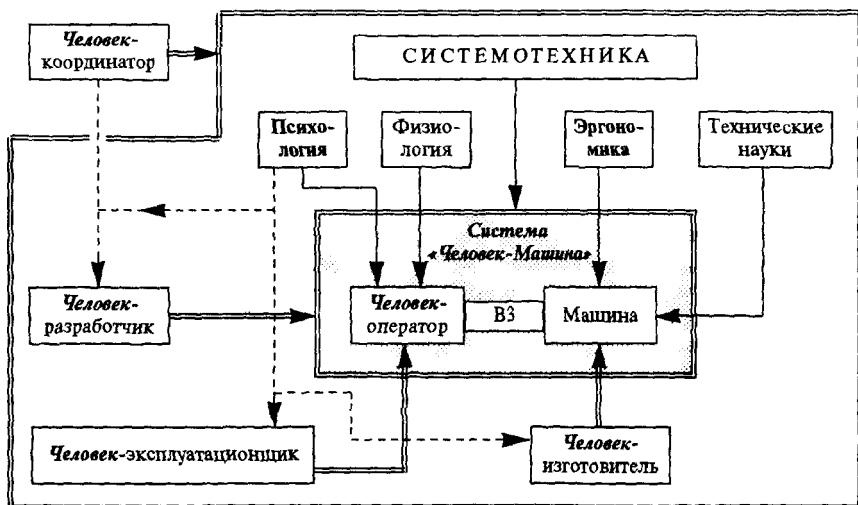 Человек-
координатор
СИСТЕМОТЕХНИКА
Психо-
логия
Физио-
логия
Эргоно-
мика
Технические
науки
Система
«Человек-Машина»
Человек-
разработчик
Человек-
оператор
ВЗ
Машина
Человек-эксплуатационщик
Человек-
изготовитель